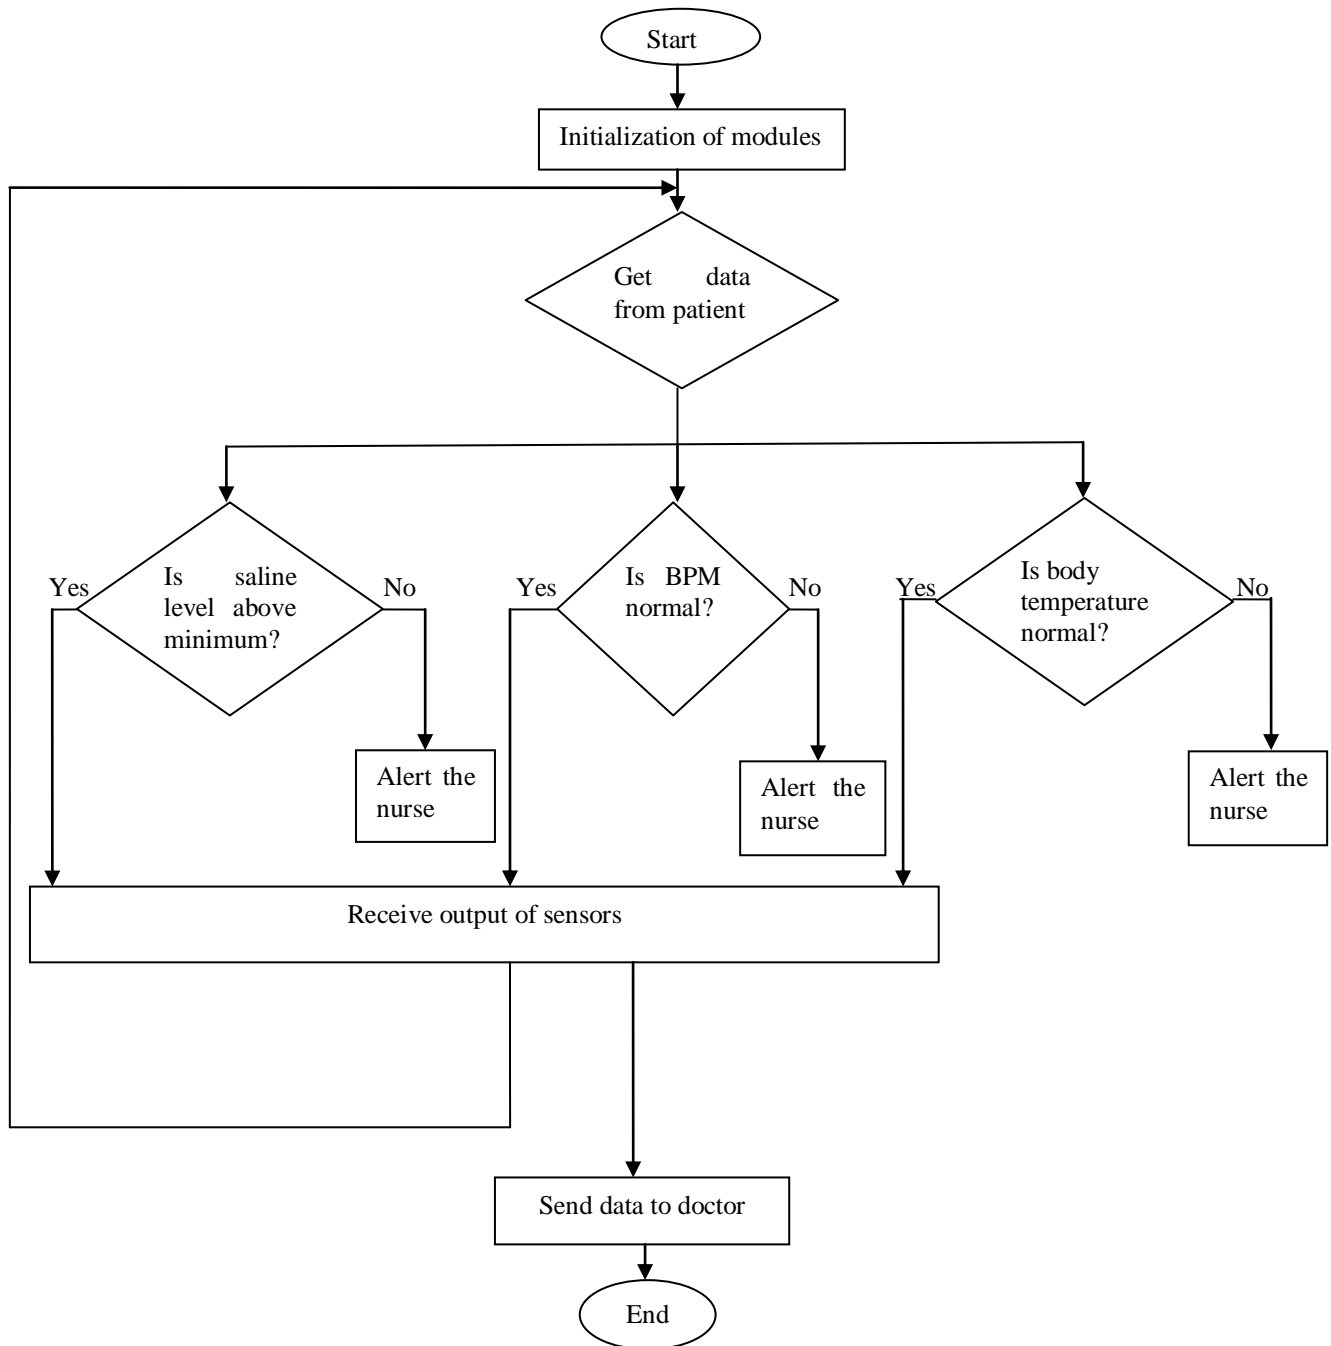 Start
Initialization of modules
Get data
from patient
Yes
Is saline
level above
minimum?
No
Yes
Is BPM
normal?
No
Yes
Is body
temperature
normal?
No
Alert the
nurse
Alert the
nurse
Alert the
nurse
Receive output of sensors
Send data to doctor
End